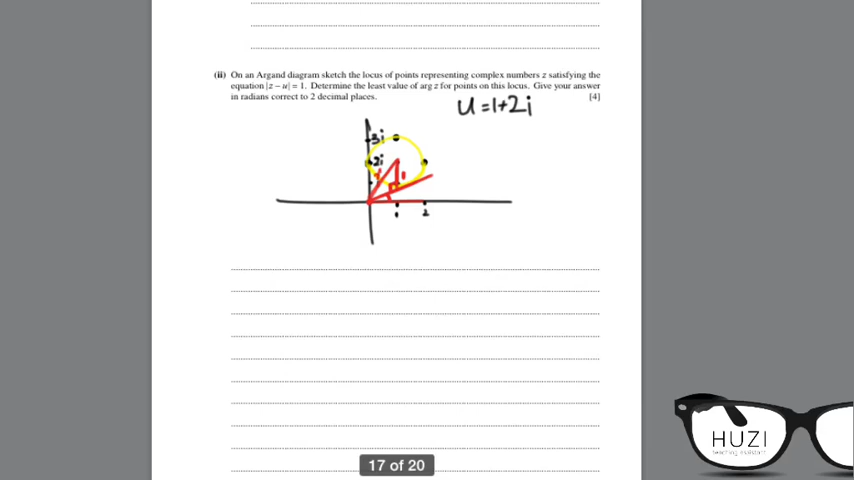 (ii) On an Argand diagram sketch the locus of points representing complex numbers z satisfying the
equation |z − u| = 1. Determine the least value of arg z for points on this locus. Give your answer
in radians correct to 2 decimal places. [4]
u = 1+2i
3i
2i
1
1 2
17 of 20
HUZI
teaching assistant